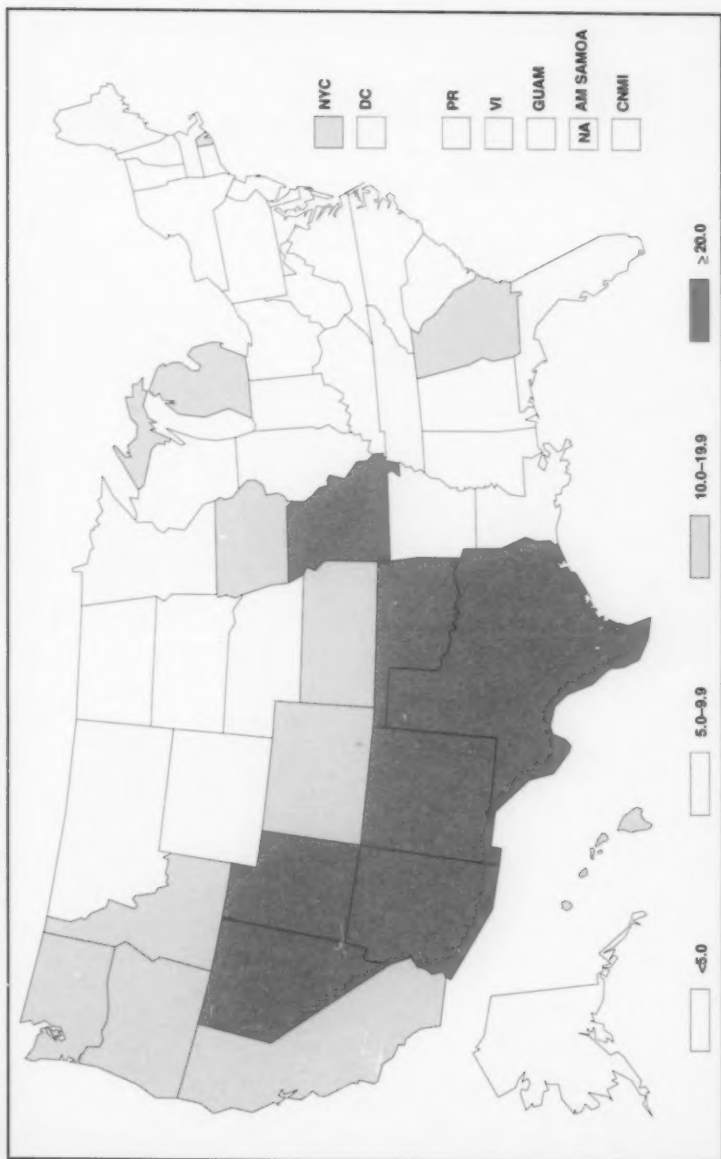 NYC
DC
PR
VI
GUAM
NA AM SAMOA
CNMI
<5.0
5.0–9.9
10.0–19.9
≥ 20.0